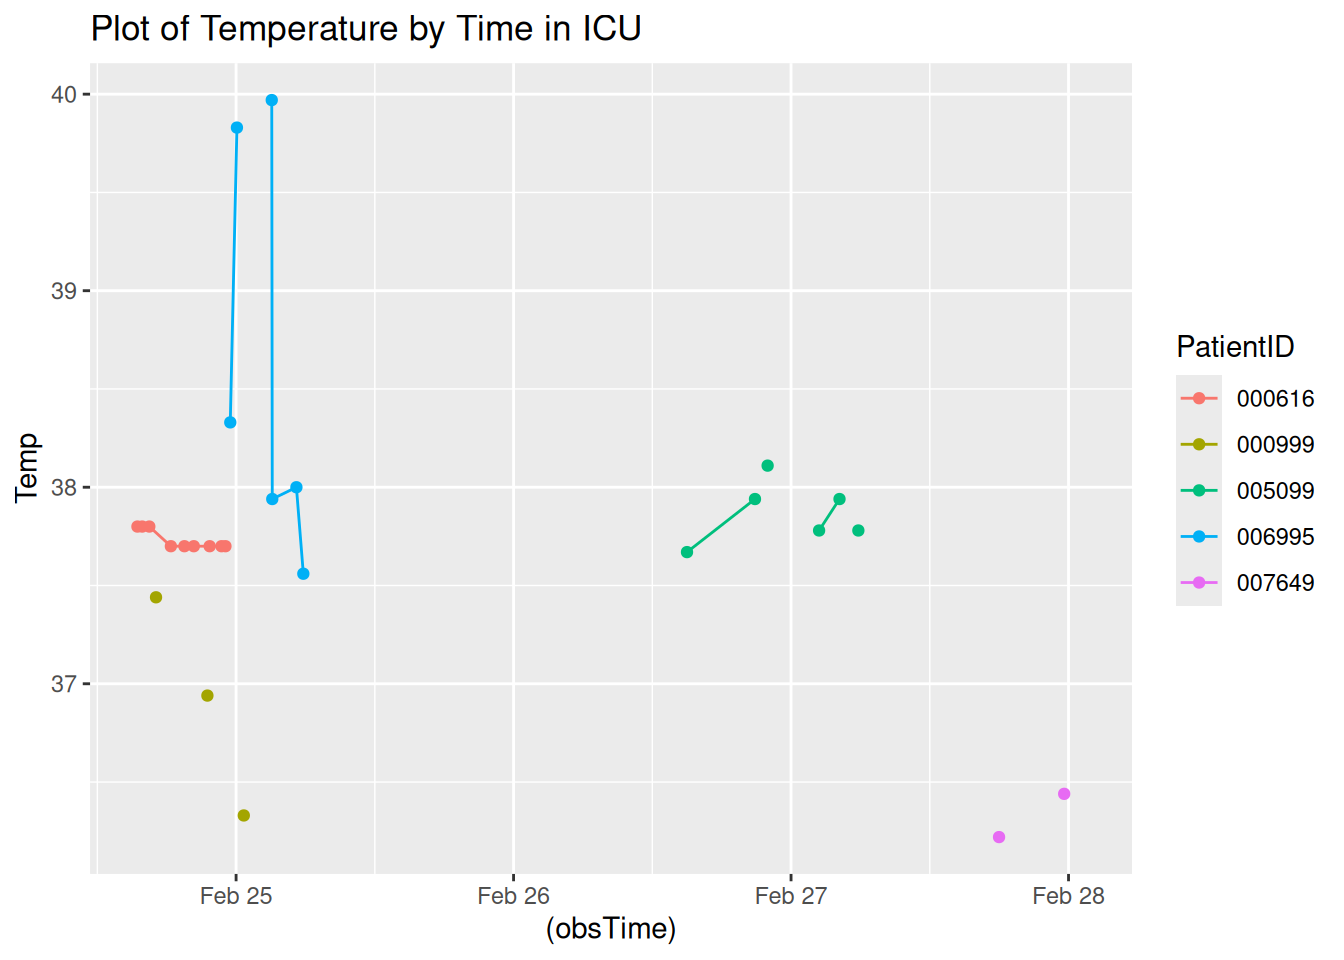 Plot of Temperature by Time in ICU
40
39
38
37
Temp
Feb 25
Feb 26
Feb 27
Feb 28
(obsTime)
PatientID
000616
000999
005099
006995
007649